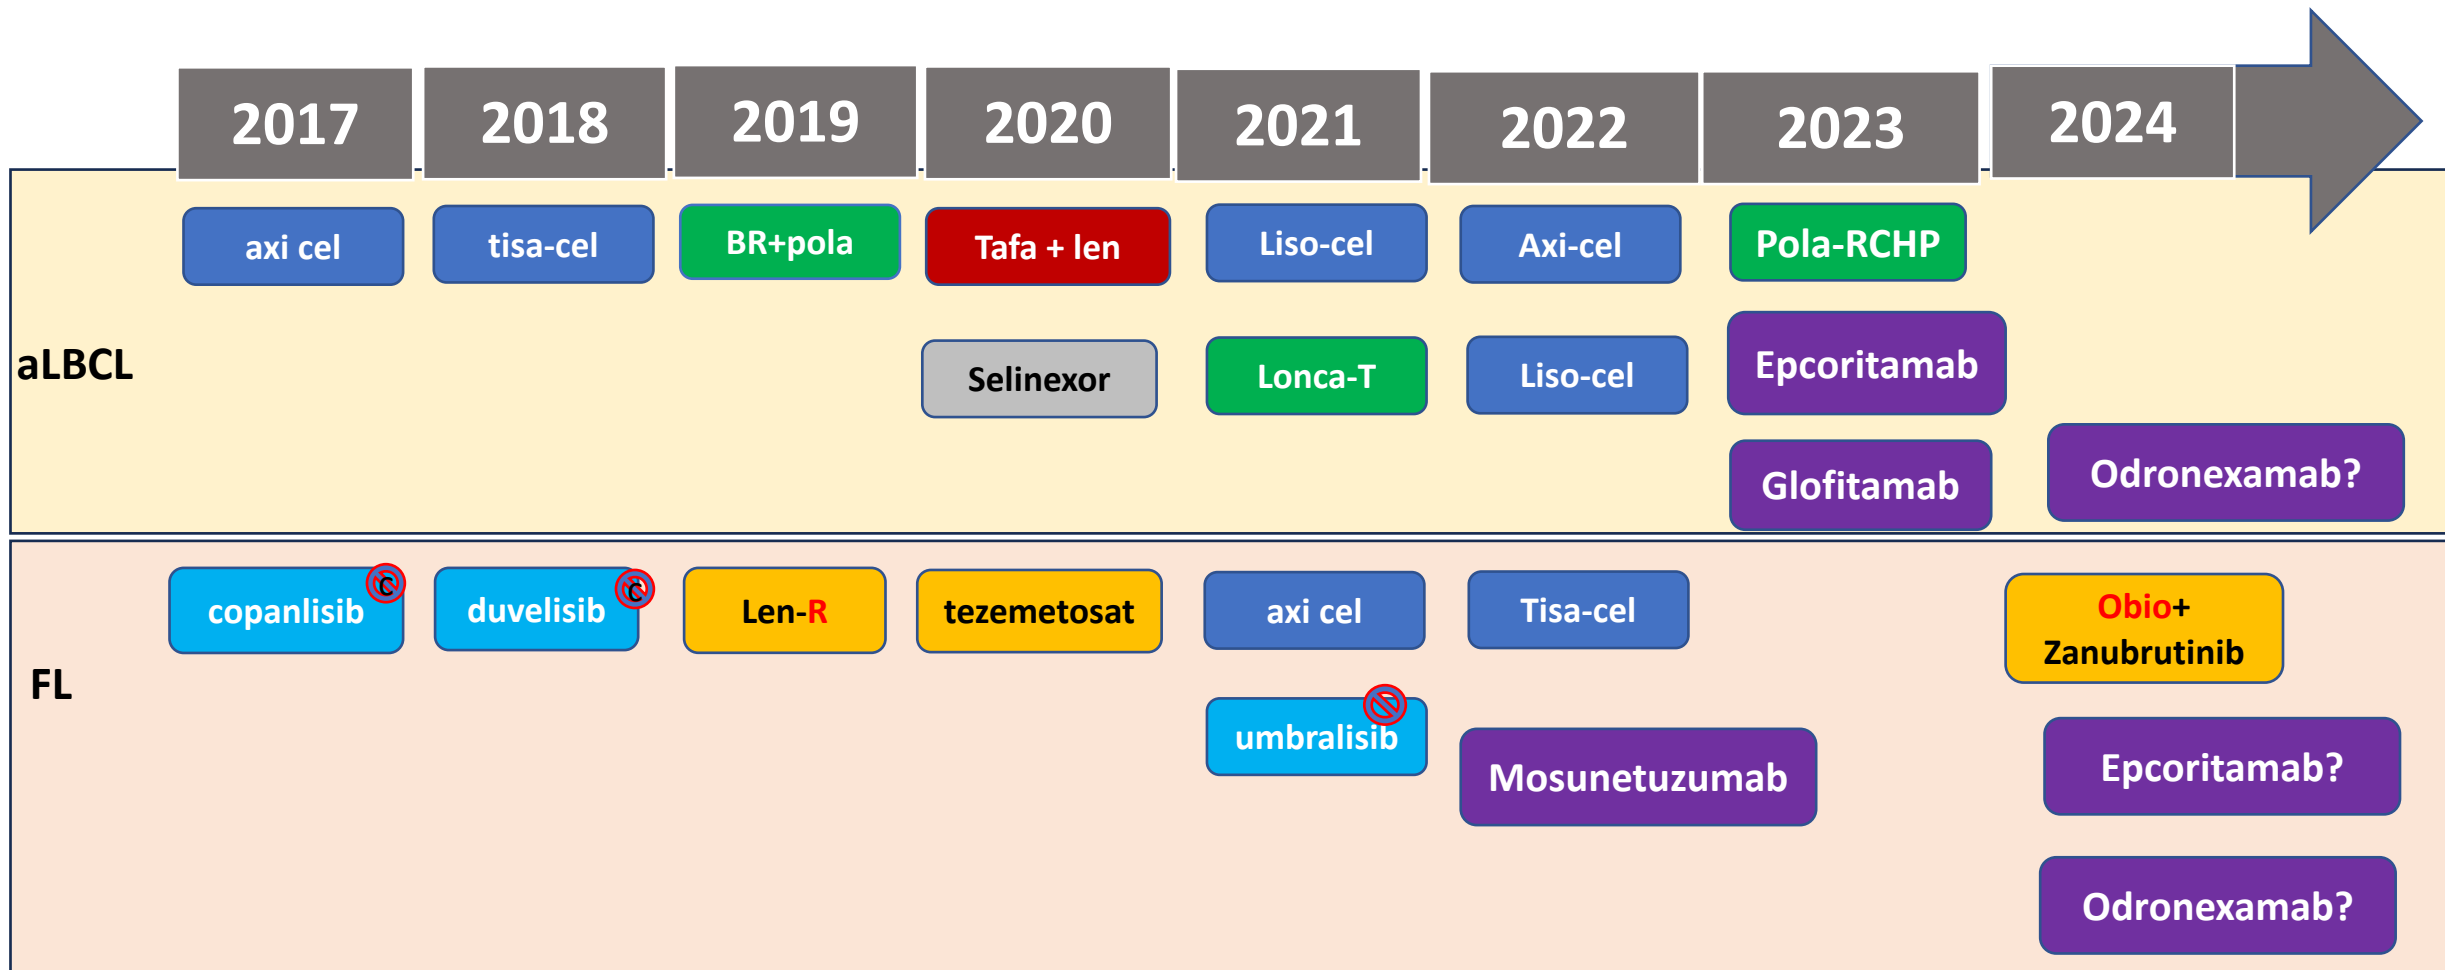 2017
2018
2019
2020
2021
2022
2023
2024
aLBCL
axi cel
tisa-cel
BR+pola
Tafa + len
Liso-cel
Axi-cel
Pola-RCHP
Selinexor
Lonca-T
Liso-cel
Epcoritamab
Glofitamab
Odronexamab?
FL
copanlisib
C
duvelisib
C
Len-R
tezemetosat
axi cel
Tisa-cel
Obio+
Zanubrutinib
umbralisib
Mosunetuzumab
Epcoritamab?
Odronexamab?